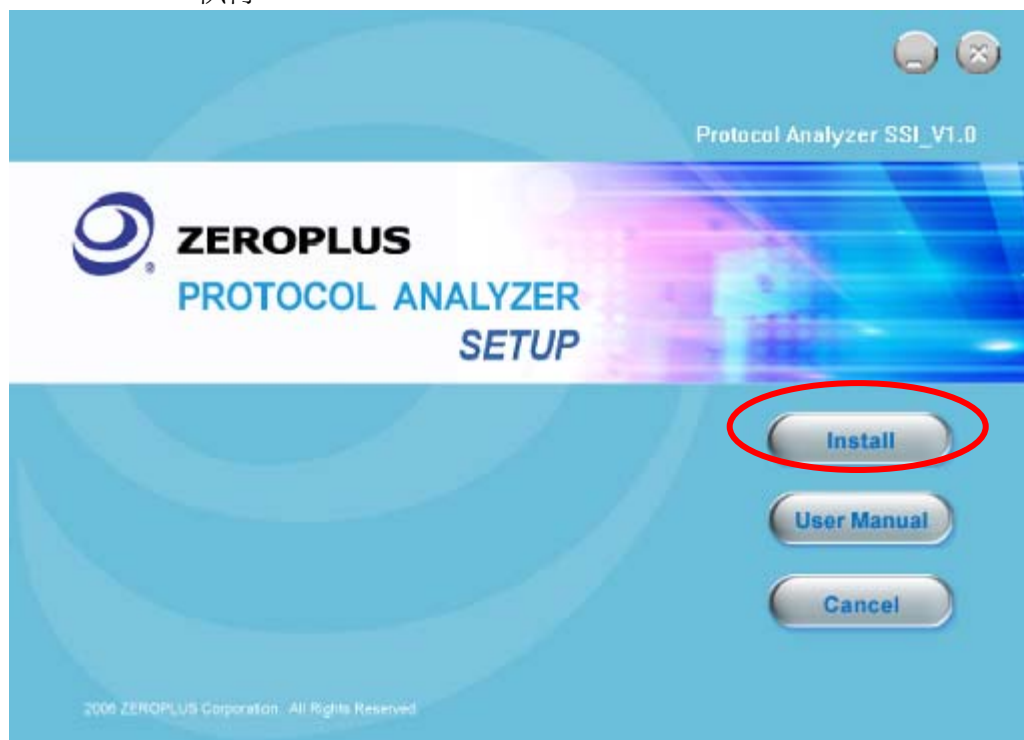 Protocol Analyzer SSI_V1.0
ZEROPLUS
PROTOCOL ANALYZER
SETUP
Install
User Manual
Cancel
2006 ZEROPLUS Corporation. All Rights Reserved